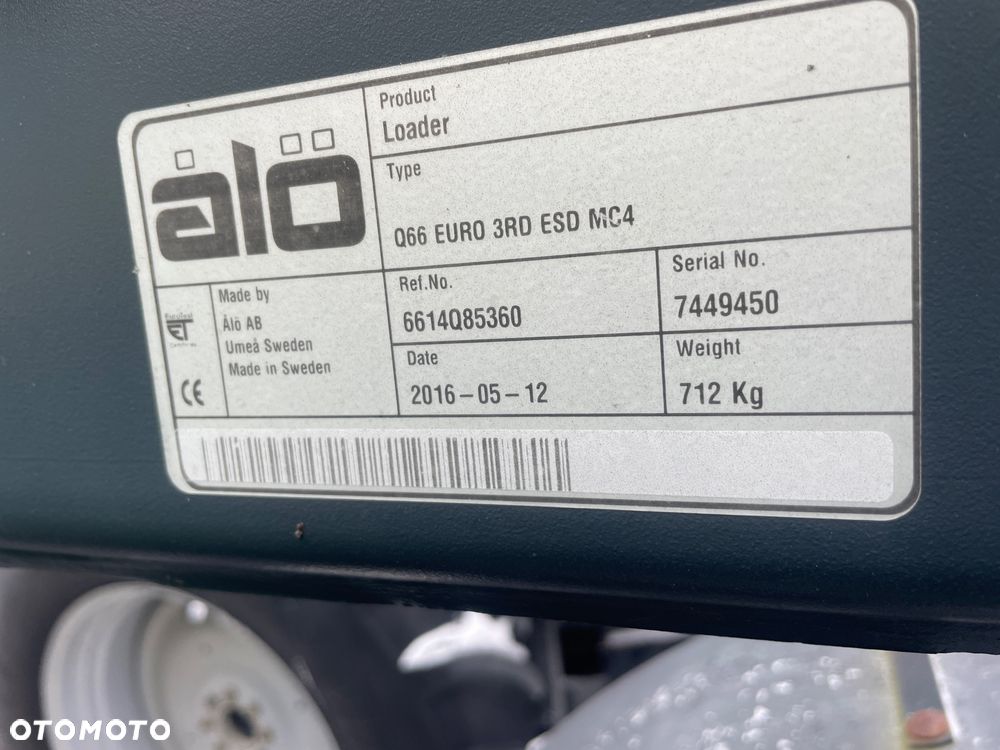 ålö
Product
Loader
Type
Q66 EURO 3RD ESD MC4
Made by
Ålö AB
Umeå Sweden
Made in Sweden
CE
Ref.No.
6614Q85360
Serial No.
7449450
Date
2016-05-12
Weight
712 Kg
OTOMOTO